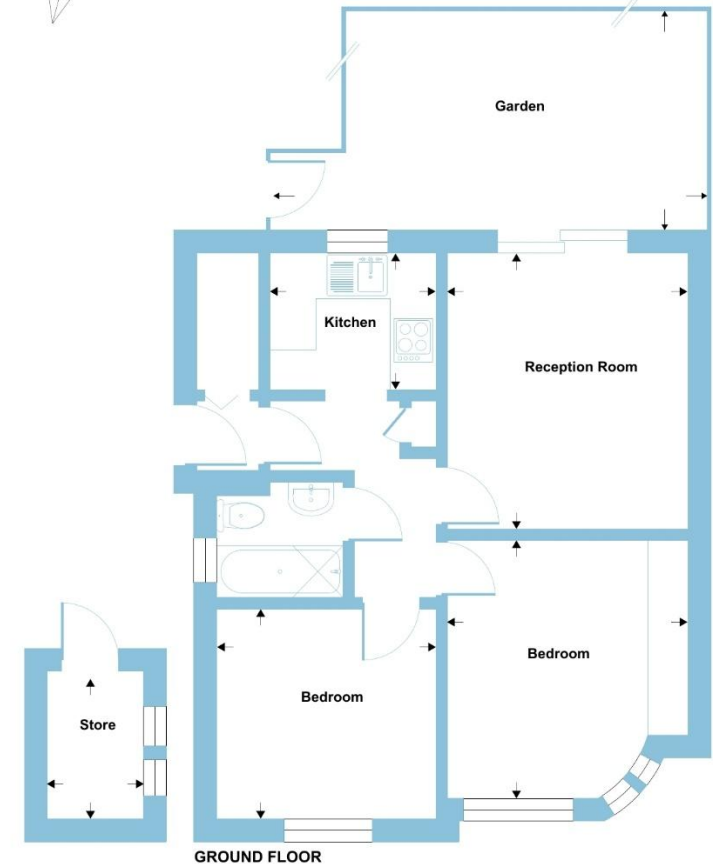 Garden
Kitchen
Reception Room
Bedroom
Bedroom
Store
GROUND FLOOR